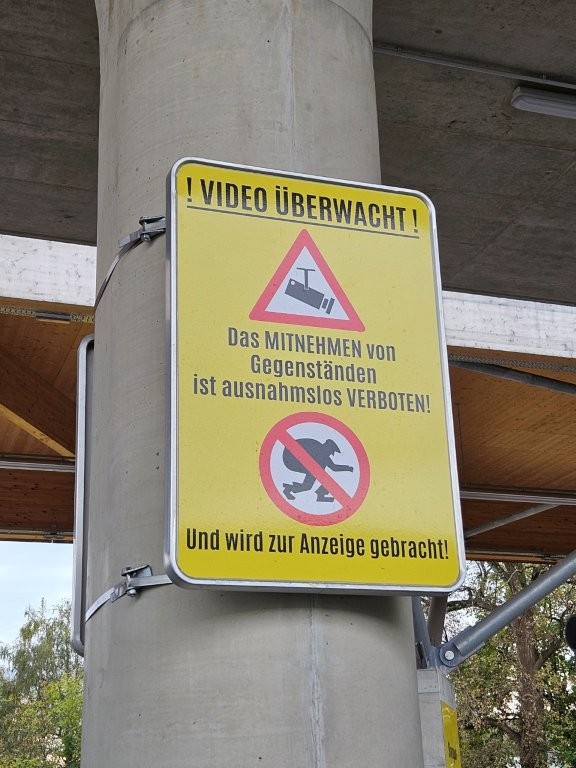 ! VIDEO ÜBERWACHT !
Das MITNEHMEN von
Gegenständen
ist ausnahmslos VERBOTEN!
Und wird zur Anzeige gebracht!